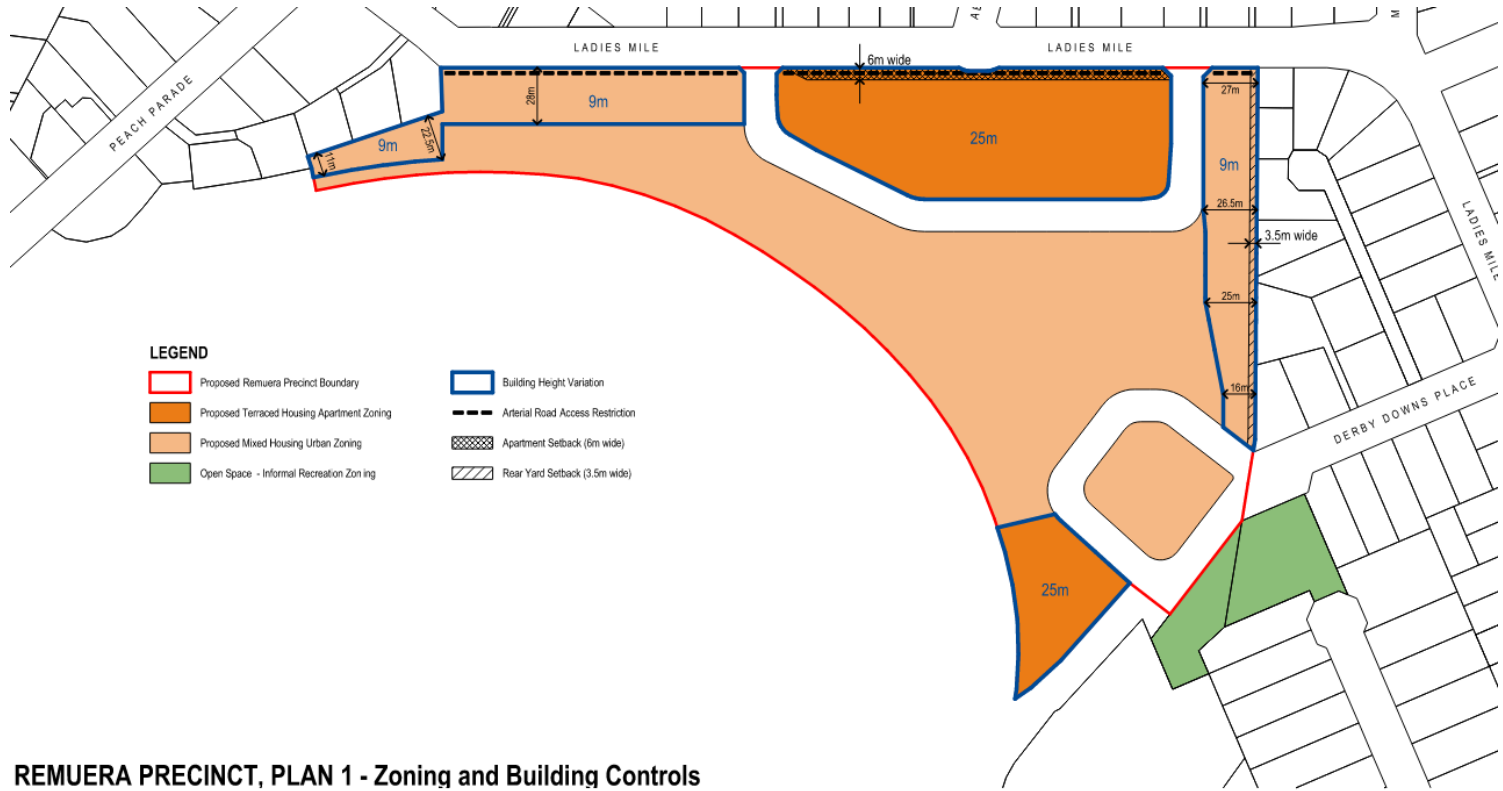 LADIES MILE
LADIES MILE
PEACH PARADE
6m wide
28m
9m
27m
22.5m
11m
9m
25m
9m
26.5m
3.5m wide
25m
16m
LADIES MILE
DERBY DOWNS PLACE
25m
LEGEND
Proposed Remuera Precinct Boundary
Building Height Variation
Proposed Terraced Housing Apartment Zoning
Arterial Road Access Restriction
Proposed Mixed Housing Urban Zoning
Apartment Setback (6m wide)
Open Space - Informal Recreation Zoning
Rear Yard Setback (3.5m wide)
REMUERA PRECINCT, PLAN 1 - Zoning and Building Controls